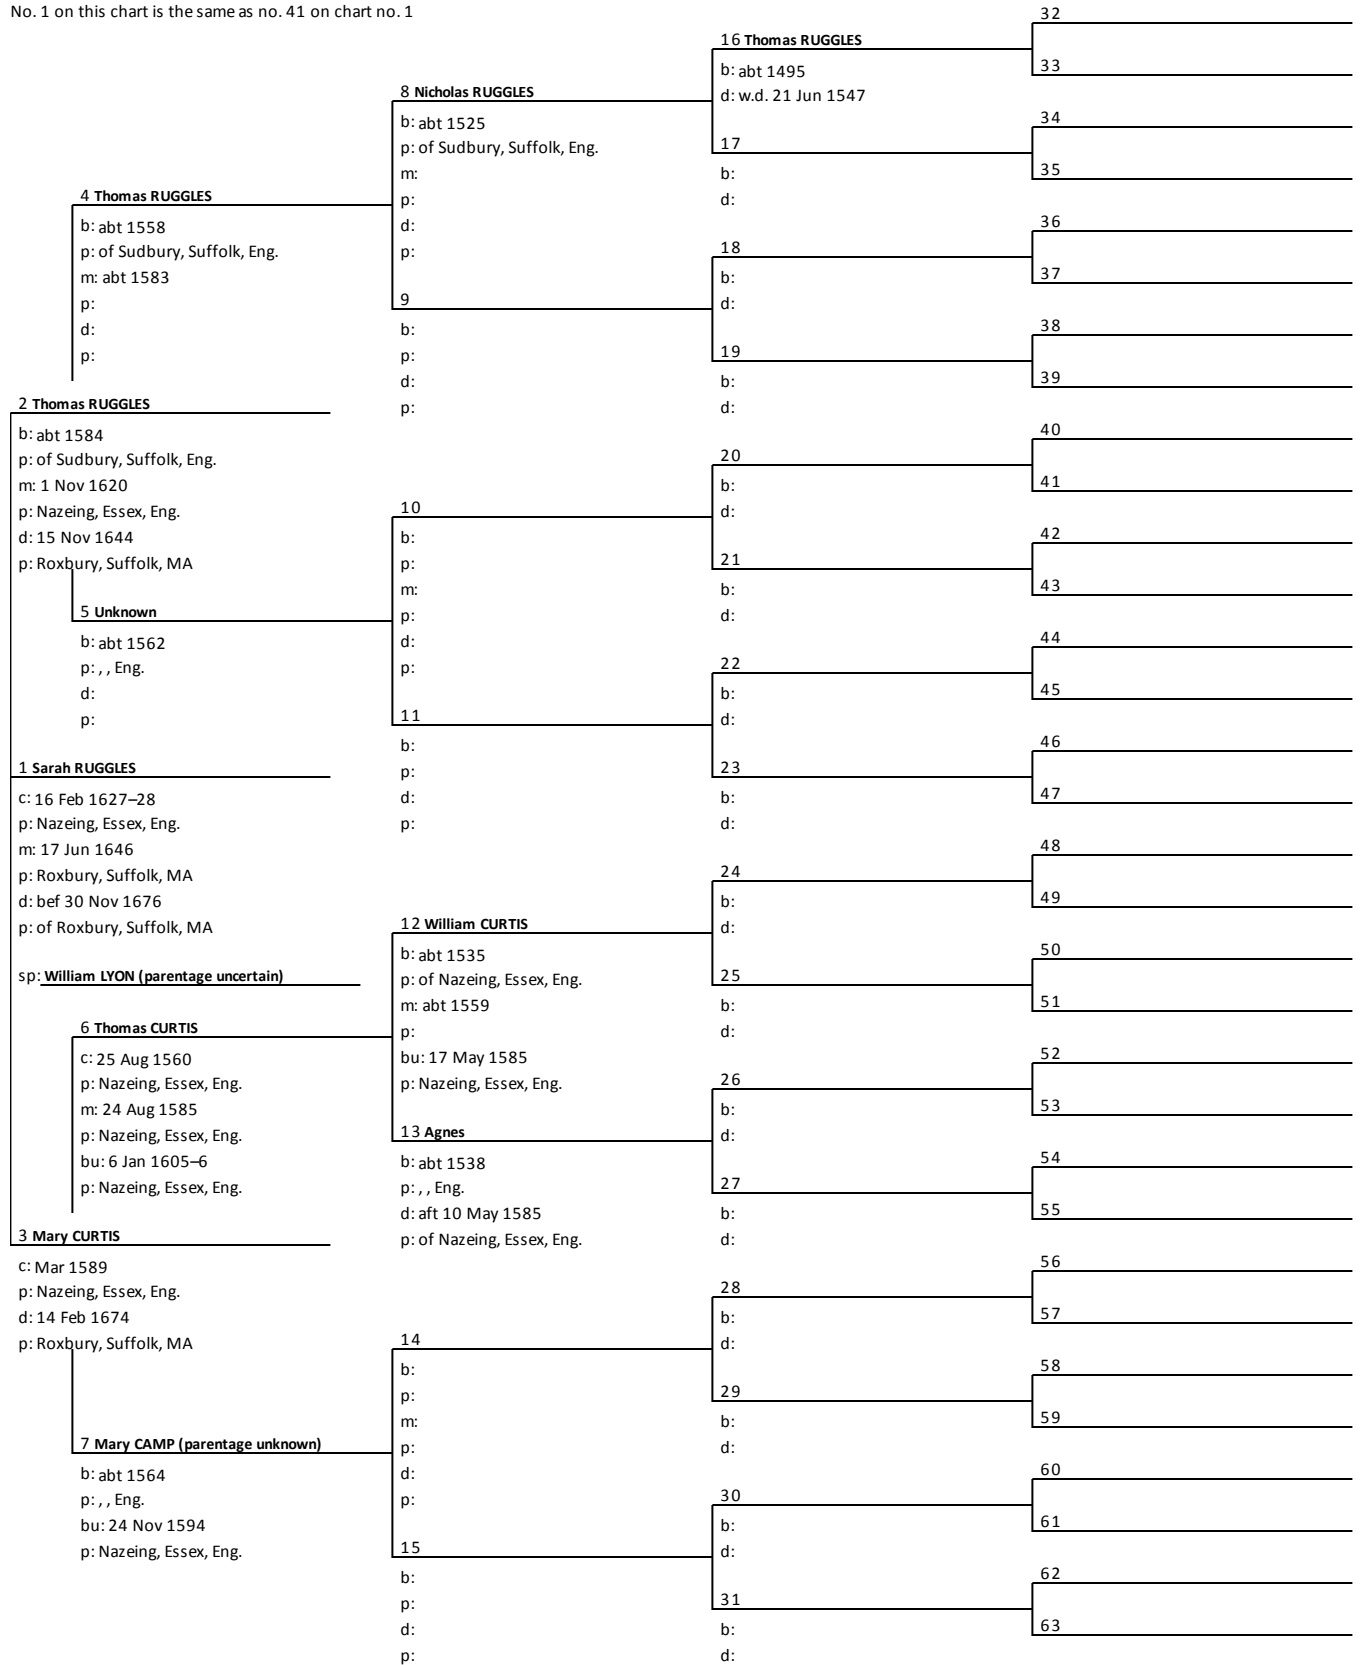 No. 1 on this chart is the same as no. 41 on chart no. 1
4 Thomas RUGGLES
b: abt 1558
p: of Sudbury, Suffolk, Eng.
m: abt 1583
p:
d:
p:
2 Thomas RUGGLES
b: abt 1584
p: of Sudbury, Suffolk, Eng.
m: 1 Nov 1620
p: Nazeing, Essex, Eng.
d: 15 Nov 1644
p: Roxbury, Suffolk, MA
5 Unknown
b: abt 1562
p: , , Eng.
d:
p:
1 Sarah RUGGLES
c: 16 Feb 1627–28
p: Nazeing, Essex, Eng.
m: 17 Jun 1646
p: Roxbury, Suffolk, MA
d: bef 30 Nov 1676
p: of Roxbury, Suffolk, MA
sp: William LYON (parentage uncertain)
6 Thomas CURTIS
c: 25 Aug 1560
p: Nazeing, Essex, Eng.
m: 24 Aug 1585
p: Nazeing, Essex, Eng.
bu: 6 Jan 1605–6
p: Nazeing, Essex, Eng.
3 Mary CURTIS
c: Mar 1589
p: Nazeing, Essex, Eng.
d: 14 Feb 1674
p: Roxbury, Suffolk, MA
7 Mary CAMP (parentage unknown)
b: abt 1564
p: , , Eng.
bu: 24 Nov 1594
p: Nazeing, Essex, Eng.
8 Nicholas RUGGLES
b: abt 1525
p: of Sudbury, Suffolk, Eng.
m:
p:
d:
p:
9
b:
p:
d:
p:
10
b:
p:
m:
p:
d:
p:
11
b:
p:
d:
p:
12 William CURTIS
b: abt 1535
p: of Nazeing, Essex, Eng.
m: abt 1559
p:
bu: 17 May 1585
p: Nazeing, Essex, Eng.
13 Agnes
b: abt 1538
p: , , Eng.
d: aft 10 May 1585
p: of Nazeing, Essex, Eng.
14
b:
p:
m:
p:
d:
p:
15
b:
p:
d:
p:
16 Thomas RUGGLES
b: abt 1495
d: w.d. 21 Jun 1547
17
b:
d:
18
b:
d:
19
b:
d:
20
b:
d:
21
b:
d:
22
b:
d:
23
b:
d:
24
b:
d:
25
b:
d:
26
b:
d:
27
b:
d:
28
b:
d:
29
b:
d:
30
b:
d:
31
b:
d:
32
33
34
35
36
37
38
39
40
41
42
43
44
45
46
47
48
49
50
51
52
53
54
55
56
57
58
59
60
61
62
63